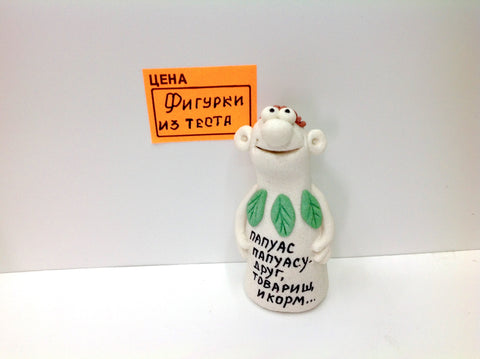 ЦЕНА
ФИГУРКИ
ИЗ ТЕСТА
ПАПУАС
ПАПУАСУ-
ДРУГ,
ТОВАРИЩ
И КОРМ...